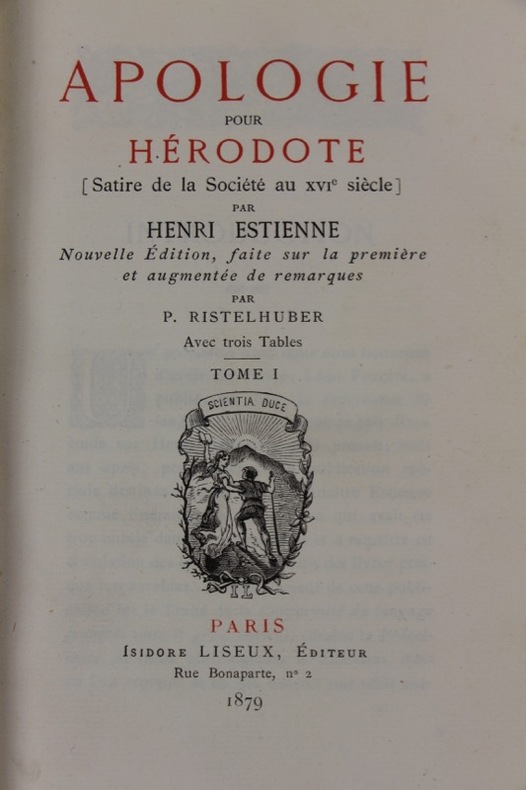 APOLOGIE
POUR
HÉRODOTE
[Satire de la Société au XVIe siècle]
PAR
HENRI ESTIENNE
Nouvelle Édition, faite sur la première
et augmentée de remarques
PAR
P. RISTELHUBER
Avec trois Tables
TOME I
SCIENTIA DUCE
IL
PARIS
ISIDORE LISEUX, ÉDITEUR
Rue Bonaparte, nº 2
1879